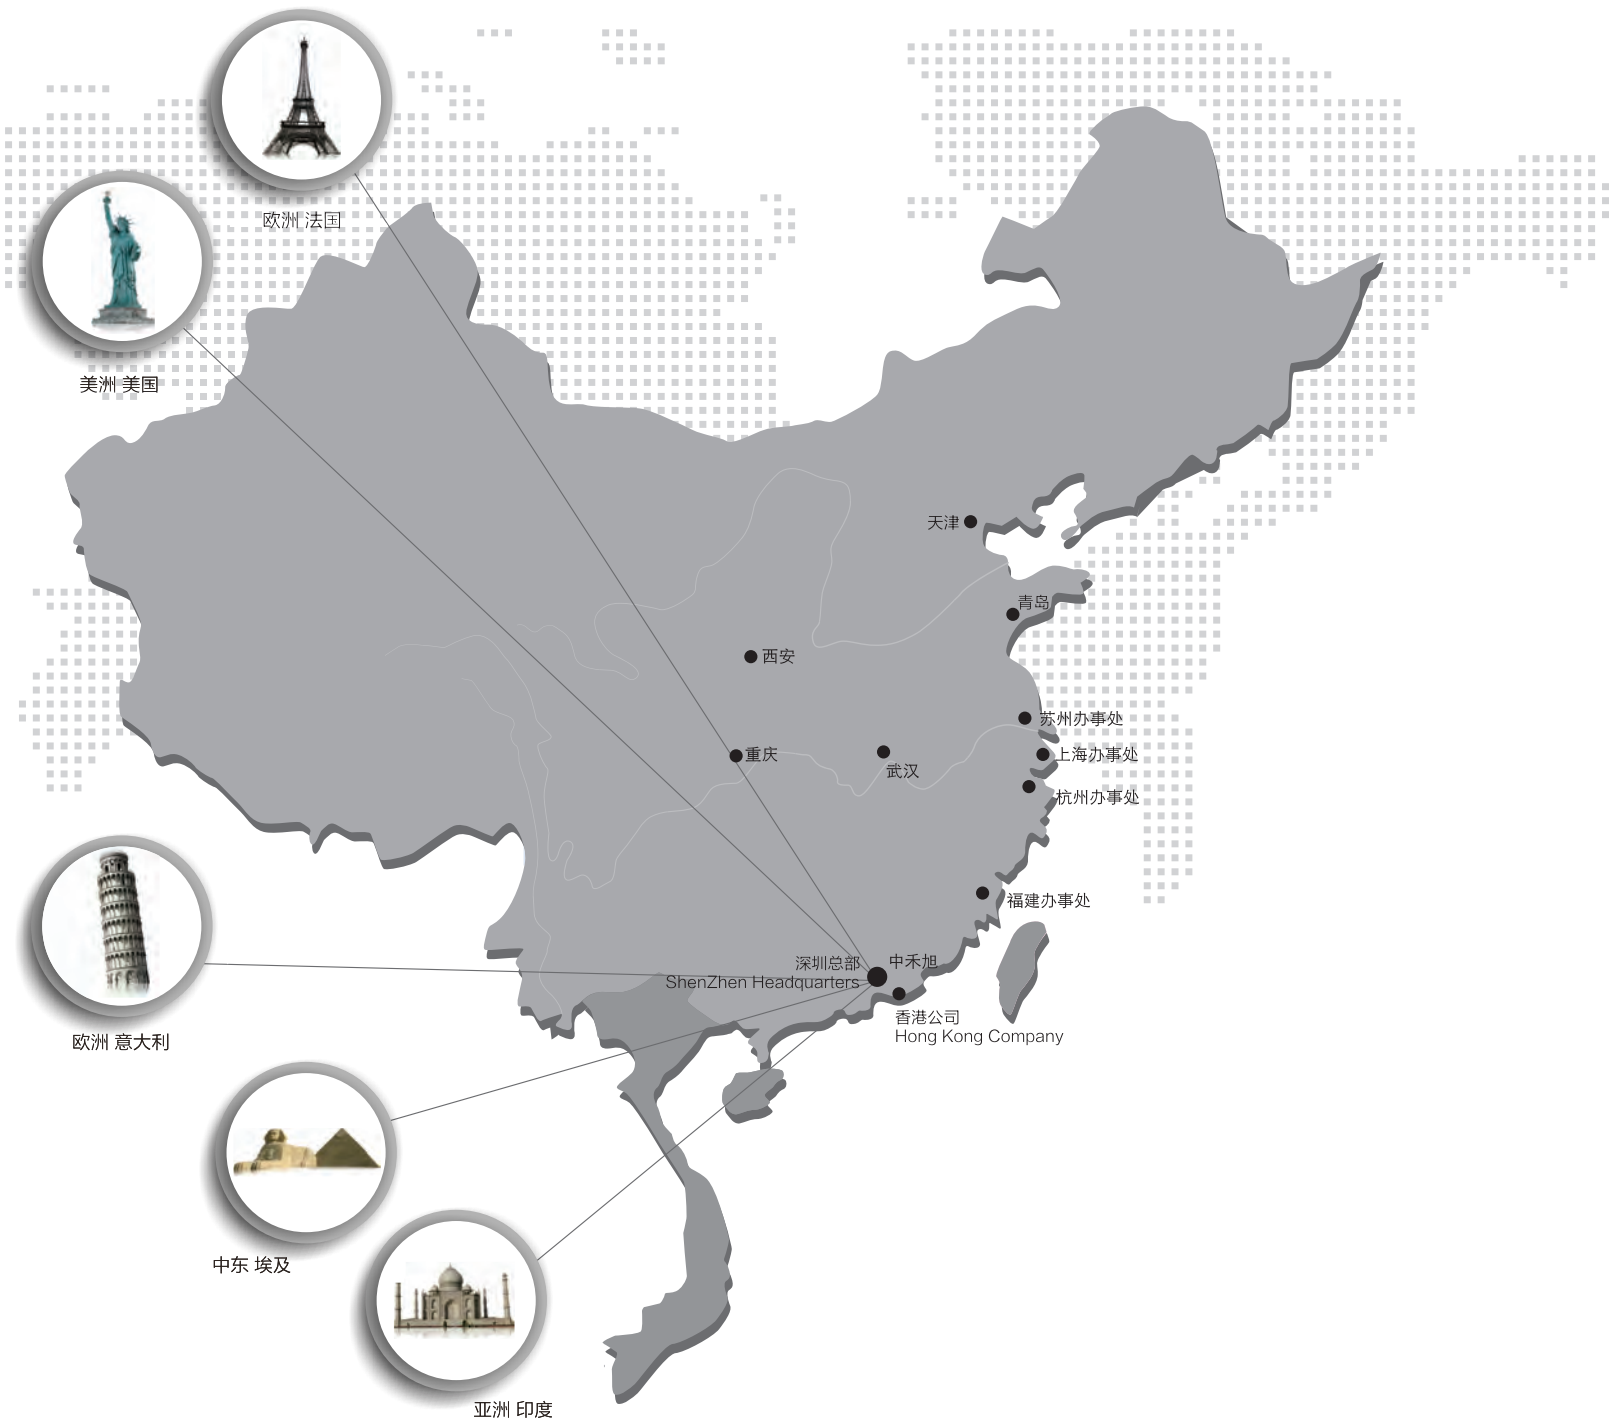 欧洲 法国
美洲 美国
天津
青岛
西安
苏州办事处
重庆
武汉
上海办事处
杭州办事处
福建办事处
深圳总部
ShenZhen Headquarters
中禾旭
香港公司
Hong Kong Company
欧洲 意大利
中东 埃及
亚洲 印度